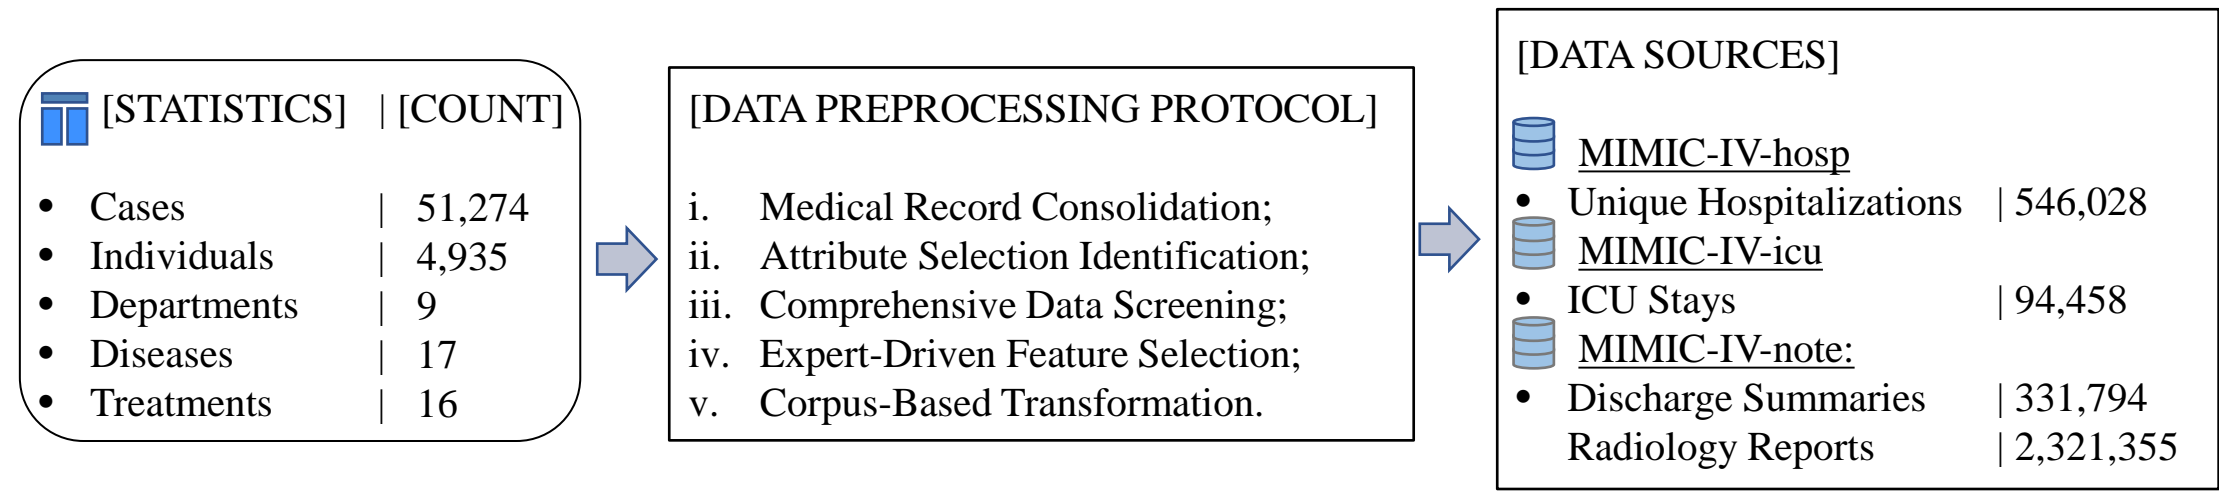 [STATISTICS] | [COUNT]
• Cases | 51,274
• Individuals | 4,935
• Departments | 9
• Diseases | 17
• Treatments | 16
[DATA PREPROCESSING PROTOCOL]
i. Medical Record Consolidation;
ii. Attribute Selection Identification;
iii. Comprehensive Data Screening;
iv. Expert-Driven Feature Selection;
v. Corpus-Based Transformation.
[DATA SOURCES]
MIMIC-IV-hosp
• Unique Hospitalizations | 546,028
MIMIC-IV-icu
• ICU Stays | 94,458
MIMIC-IV-note:
• Discharge Summaries | 331,794
Radiology Reports | 2,321,355